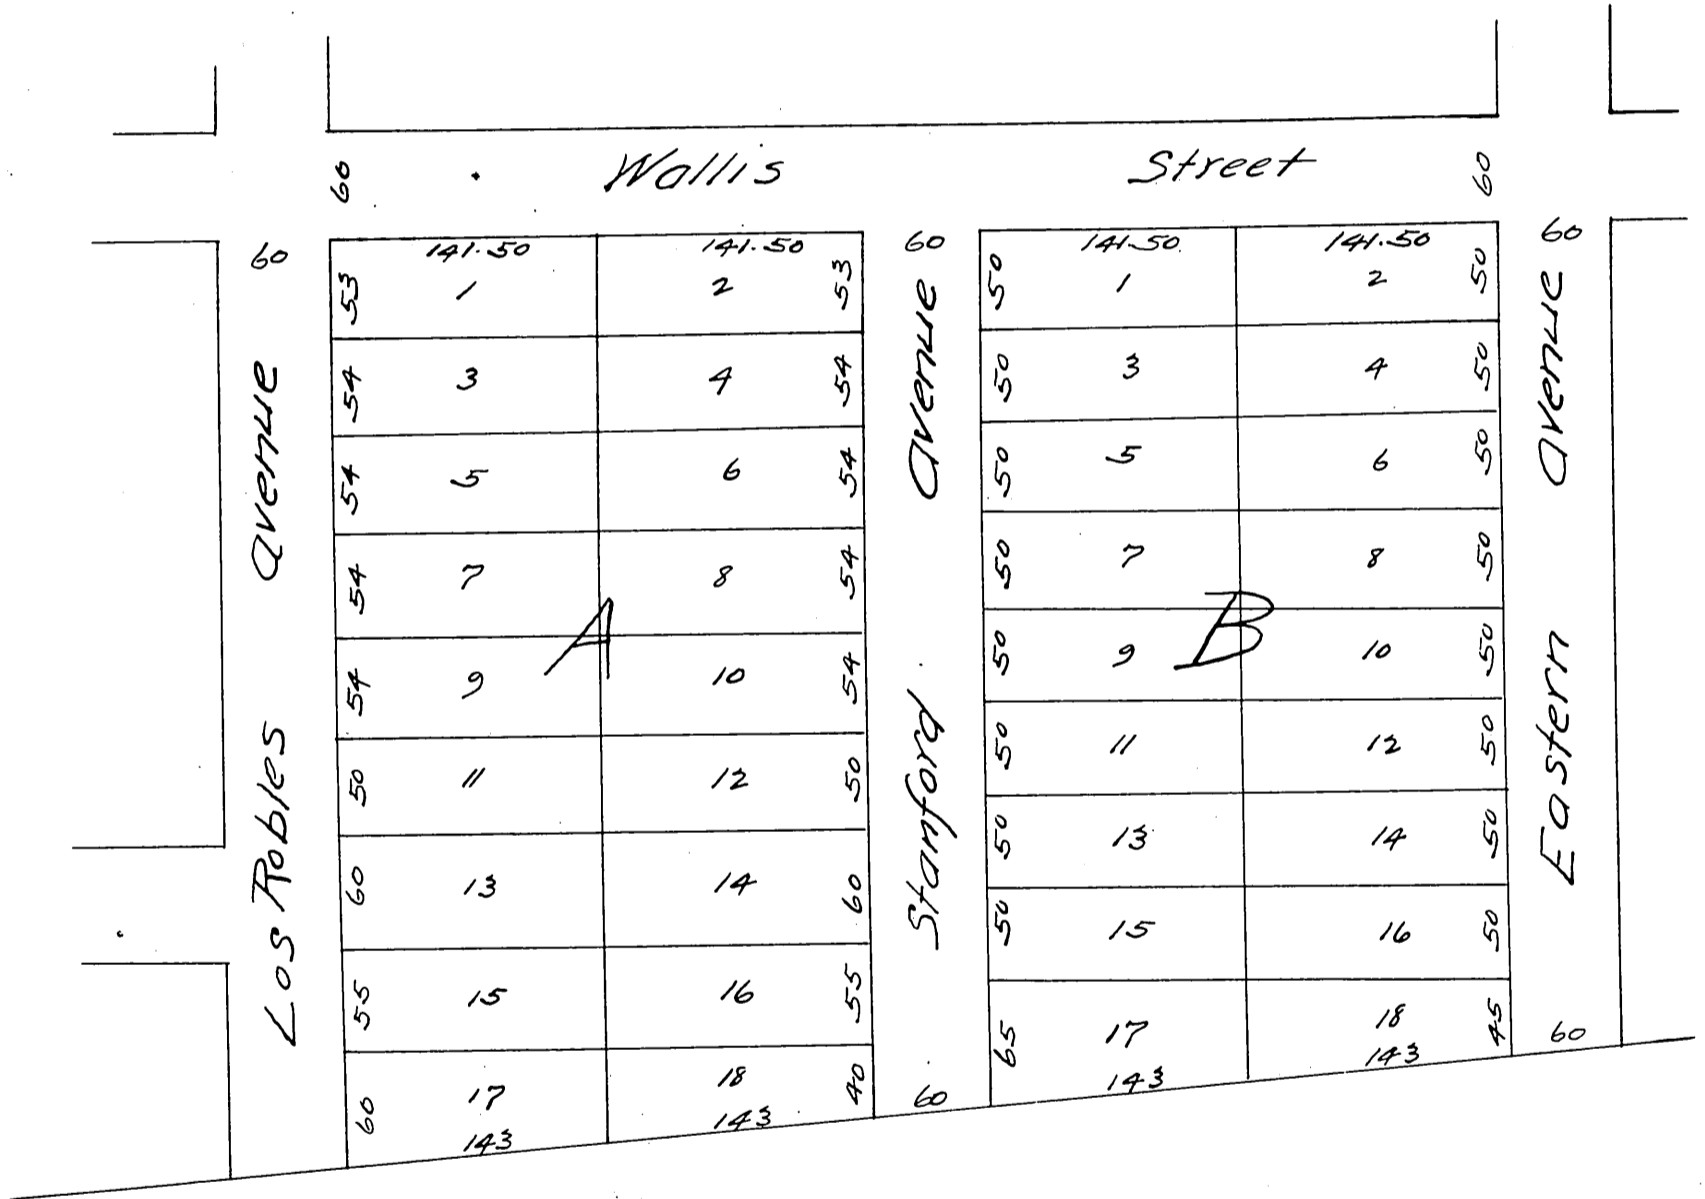 Wallis Street
60
60
60
60
60
141.50 141.50
141.50 141.50
Los Robles Avenue
Stanford Avenue
Eastern Avenue
A
53 1 2 53
54 3 4 54
54 5 6 54
54 7 8 54
54 9 10 54
50 11 12 50
60 13 14 60
55 15 16 55
60 17 18 40
143 143
B
50 1 2 50
50 3 4 50
50 5 6 50
50 7 8 50
50 9 10 50
50 11 12 50
50 13 14 50
50 15 16 50
65 17 18 45
143 143
60
60